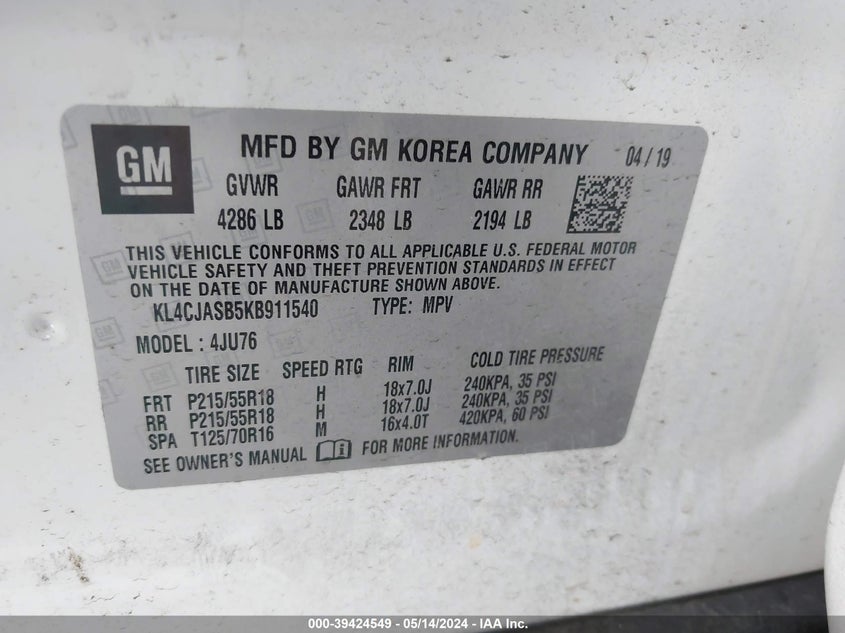 GM MFD BY GM KOREA COMPANY 04/19
GVWR GAWR FRT GAWR RR
4286 LB 2348 LB 2194 LB
THIS VEHICLE CONFORMS TO ALL APPLICABLE U.S. FEDERAL MOTOR
VEHICLE SAFETY AND THEFT PREVENTION STANDARDS IN EFFECT
ON THE DATE OF MANUFACTURE SHOWN ABOVE.
KL4CJASB5KB911540 TYPE: MPV
MODEL : 4JU76
TIRE SIZE SPEED RTG RIM COLD TIRE PRESSURE
FRT P215/55R18 H 18x7.0J 240KPA, 35 PSI
RR P215/55R18 H 18x7.0J 240KPA, 35 PSI
SPA T125/70R16 M 16x4.0T 420KPA, 60 PSI
SEE OWNER'S MANUAL FOR MORE INFORMATION.
000-39424549 - 05/14/2024 - IAA Inc.